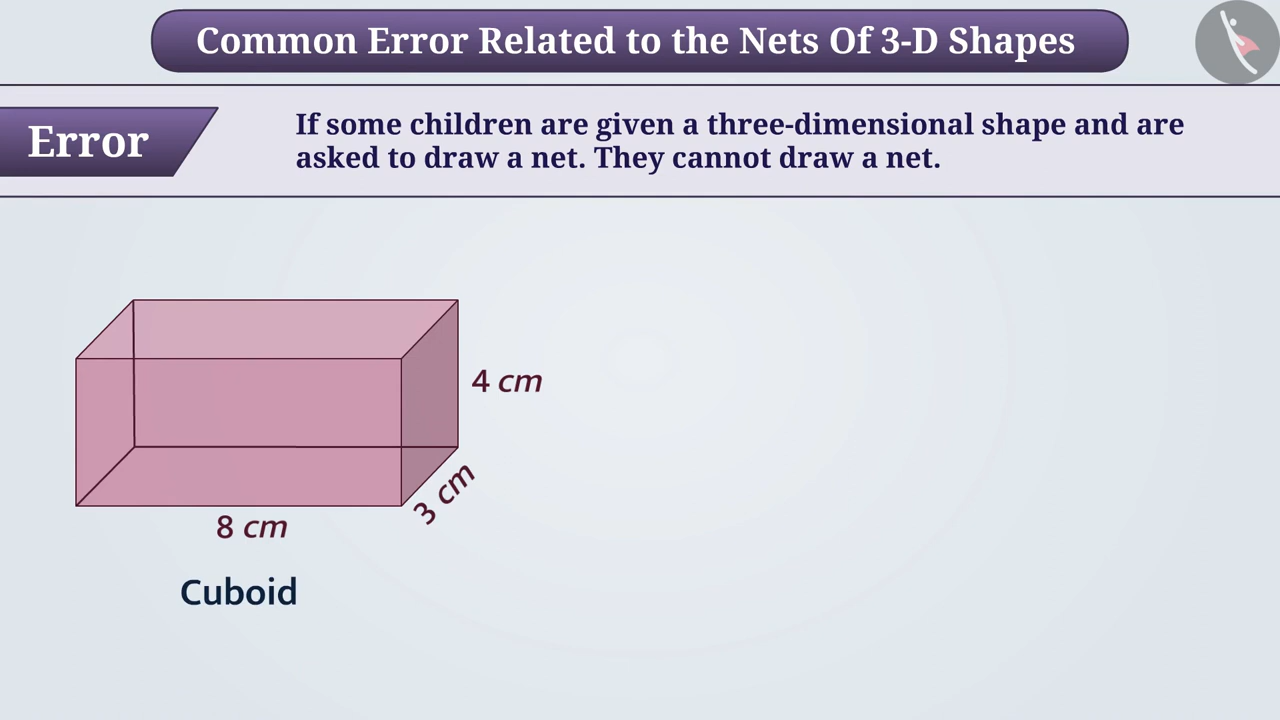 Common Error Related to the Nets Of 3-D Shapes
Error
If some children are given a three-dimensional shape and are
asked to draw a net. They cannot draw a net.
4 cm
3 cm
8 cm
Cuboid